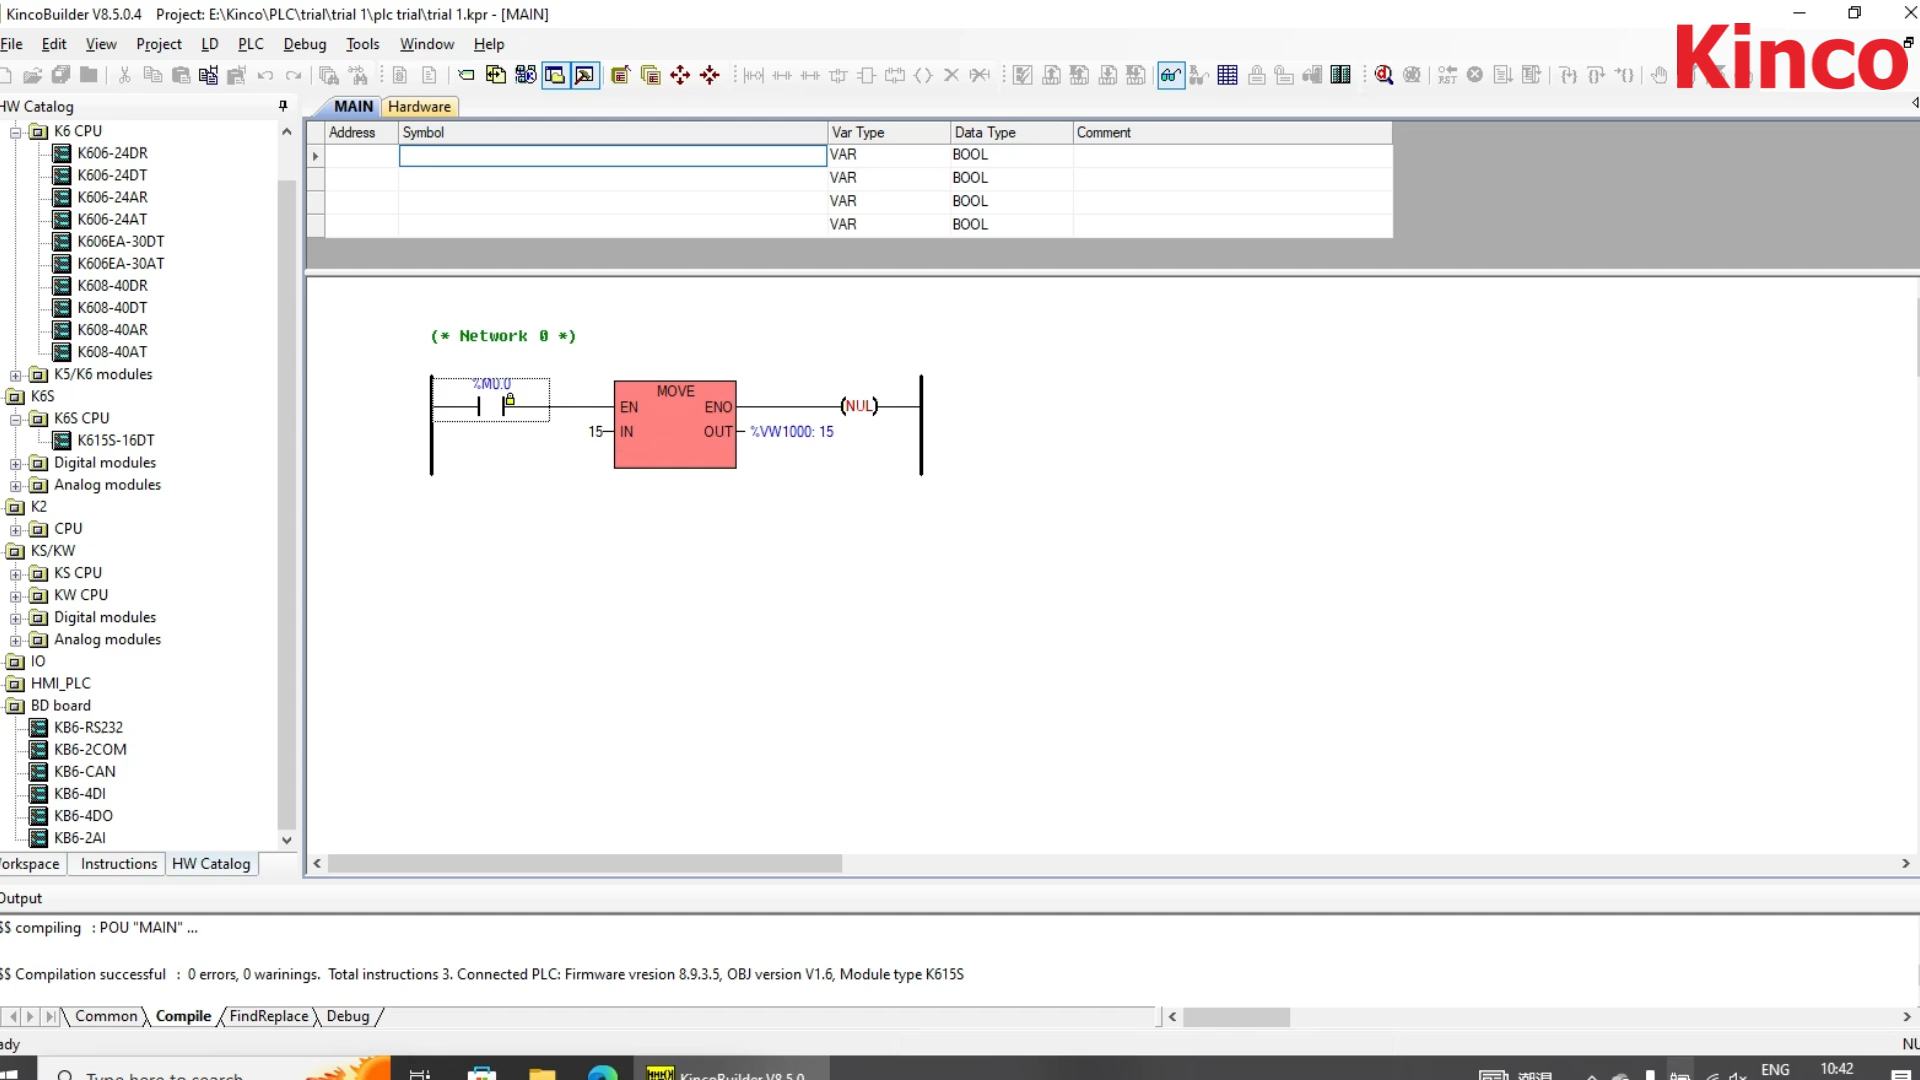 KincoBuilder V8.5.0.4 Project: E:\Kinco\PLC\trial\trial 1\plc trial\trial 1.kpr - [MAIN]
Kinco
File Edit View Project LD PLC Debug Tools Window Help
HW Catalog
MAIN Hardware
Address Symbol Var Type Data Type Comment
VAR BOOL
VAR BOOL
VAR BOOL
VAR BOOL
K6 CPU
K606-24DR
K606-24DT
K606-24AR
K606-24AT
K606EA-30DT
K606EA-30AT
K608-40DR
K608-40DT
K608-40AR
K608-40AT
K5/K6 modules
K6S
K6S CPU
K615S-16DT
Digital modules
Analog modules
K2
CPU
KS/KW
KS CPU
KW CPU
Digital modules
Analog modules
IO
HMI_PLC
BD board
KB6-RS232
KB6-2COM
KB6-CAN
KB6-4DI
KB6-4DO
KB6-2AI
(* Network 0 *)
%M0.0
MOVE
EN ENO (NUL)
15 IN OUT %VW1000: 15
orkspace Instructions HW Catalog
Output
$$ compiling : POU "MAIN" ...
$$ Compilation successful : 0 errors, 0 warinings. Total instructions 3. Connected PLC: Firmware vresion 8.9.3.5, OBJ version V1.6, Module type K615S
Common Compile FindReplace Debug
ady NU
Type here to search
KincoBuilder V8.5.0
ENG
10:42